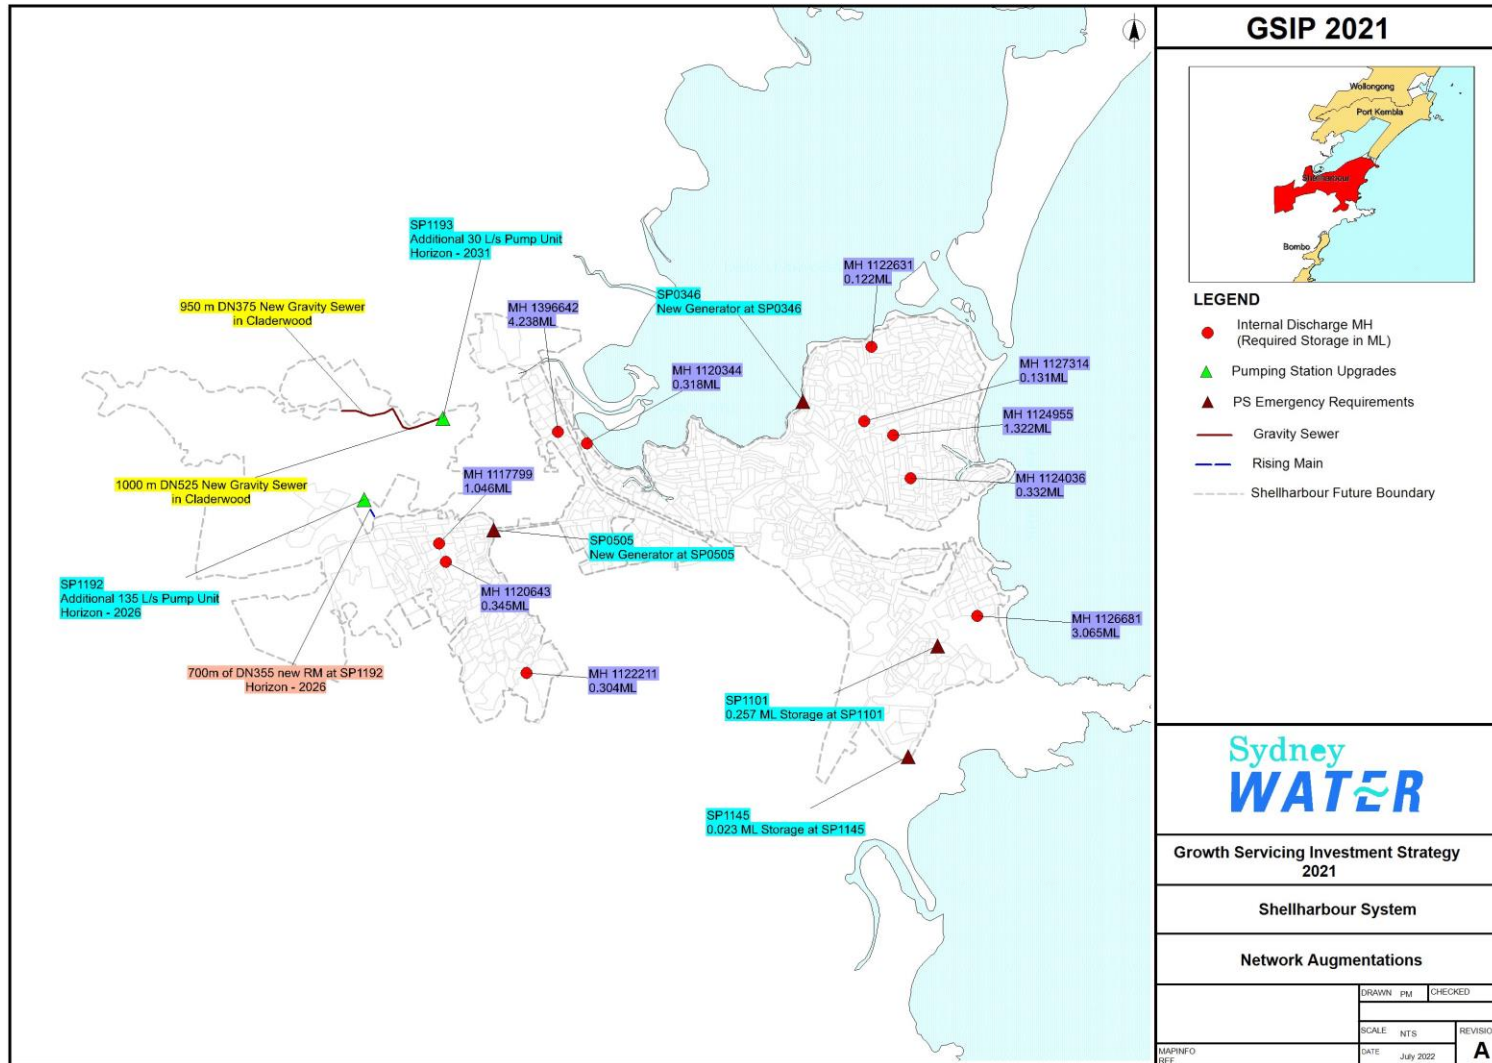 GSIP 2021
Wollongong
Port Kembla
Shellharbour
Bombo
LEGEND
Internal Discharge MH
(Required Storage in ML)
Pumping Station Upgrades
PS Emergency Requirements
Gravity Sewer
Rising Main
Shellharbour Future Boundary
SP1193
Additional 30 L/s Pump Unit
Horizon - 2031
950 m DN375 New Gravity Sewer
in Claderwood
MH 1396642
4.238ML
SP0346
New Generator at SP0346
MH 1122631
0.122ML
MH 1120344
0.318ML
MH 1127314
0.131ML
MH 1124955
1.322ML
MH 1124036
0.332ML
1000 m DN525 New Gravity Sewer
in Claderwood
MH 1117799
1.046ML
SP0505
New Generator at SP0505
SP1192
Additional 135 L/s Pump Unit
Horizon - 2026
MH 1120643
0.345ML
MH 1126681
3.065ML
700m of DN355 new RM at SP1192
Horizon - 2026
MH 1122211
0.304ML
SP1101
0.257 ML Storage at SP1101
SP1145
0.023 ML Storage at SP1145
Sydney
WATER
Growth Servicing Investment Strategy
2021
Shellharbour System
Network Augmentations
DRAWN PM CHECKED
SCALE NTS REVISIO
MAPINFO
REF
DATE July 2022 A